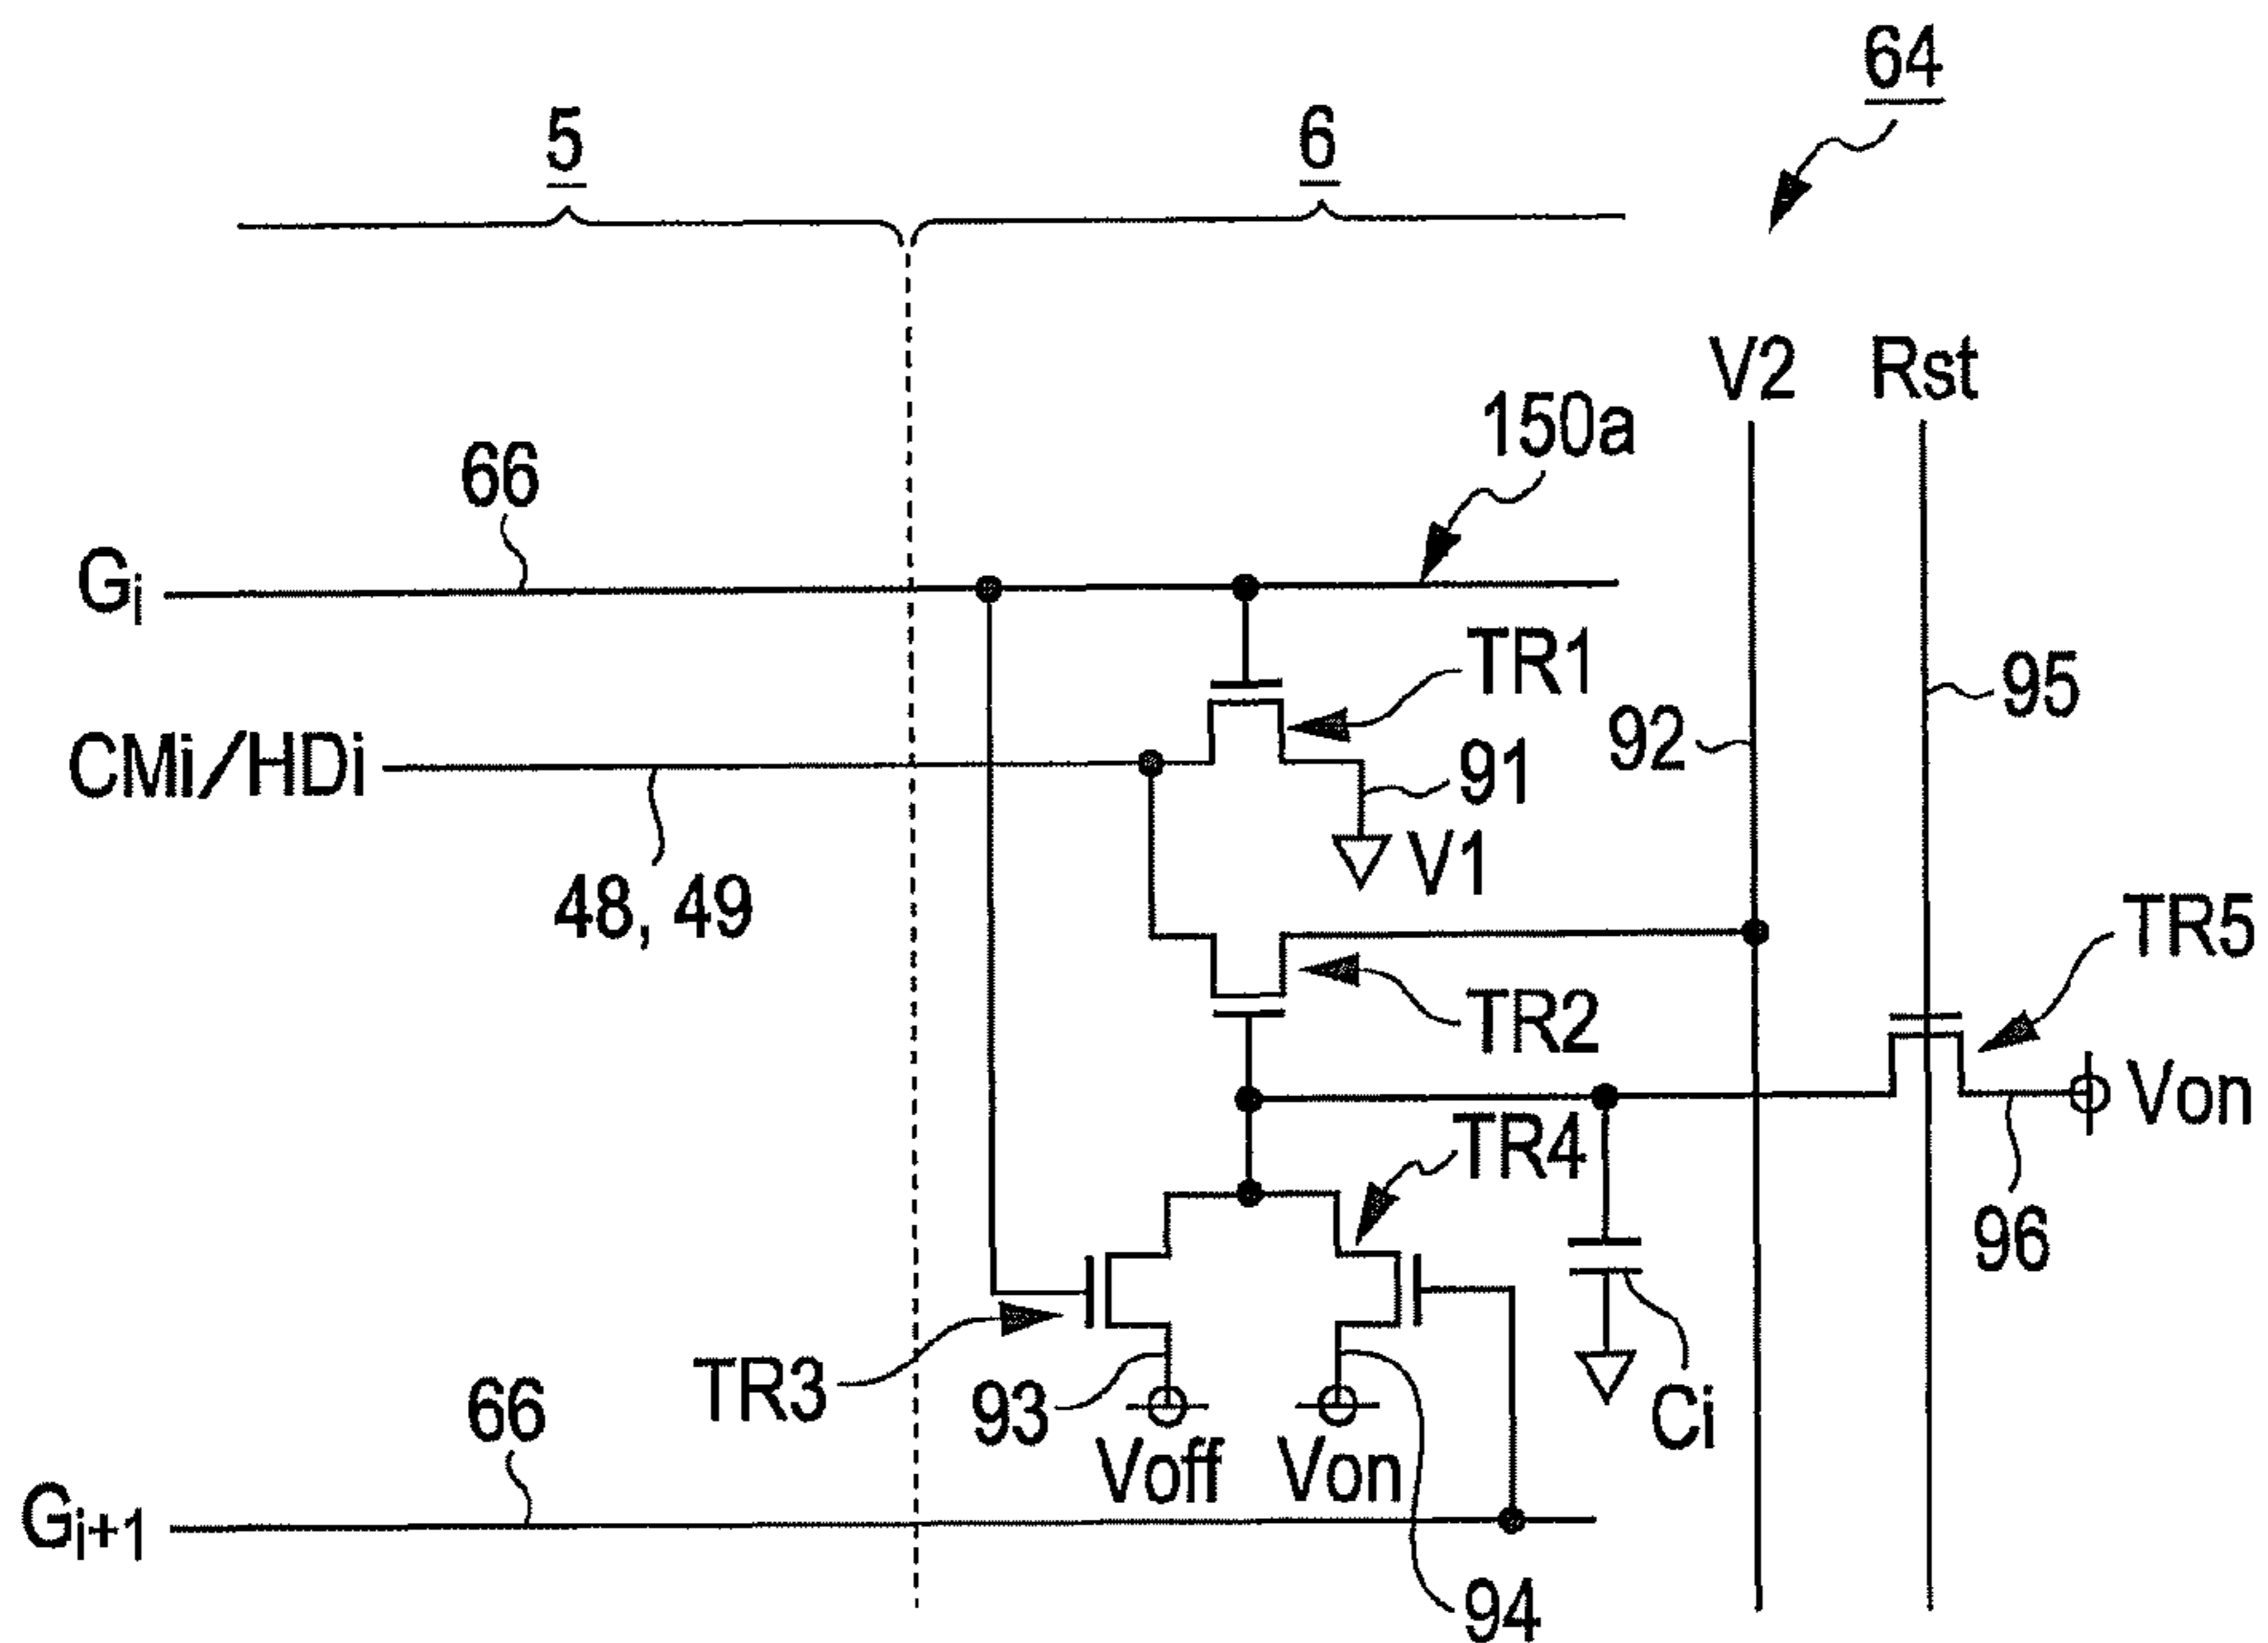 64
5
6
V2
Rst
150a
66
Gi
TR1
95
CMi/HDi
92
91
V1
48, 49
TR5
TR2
Von
TR4
96
TR3
93
Ci
66
Voff
Von
Gi+1
94